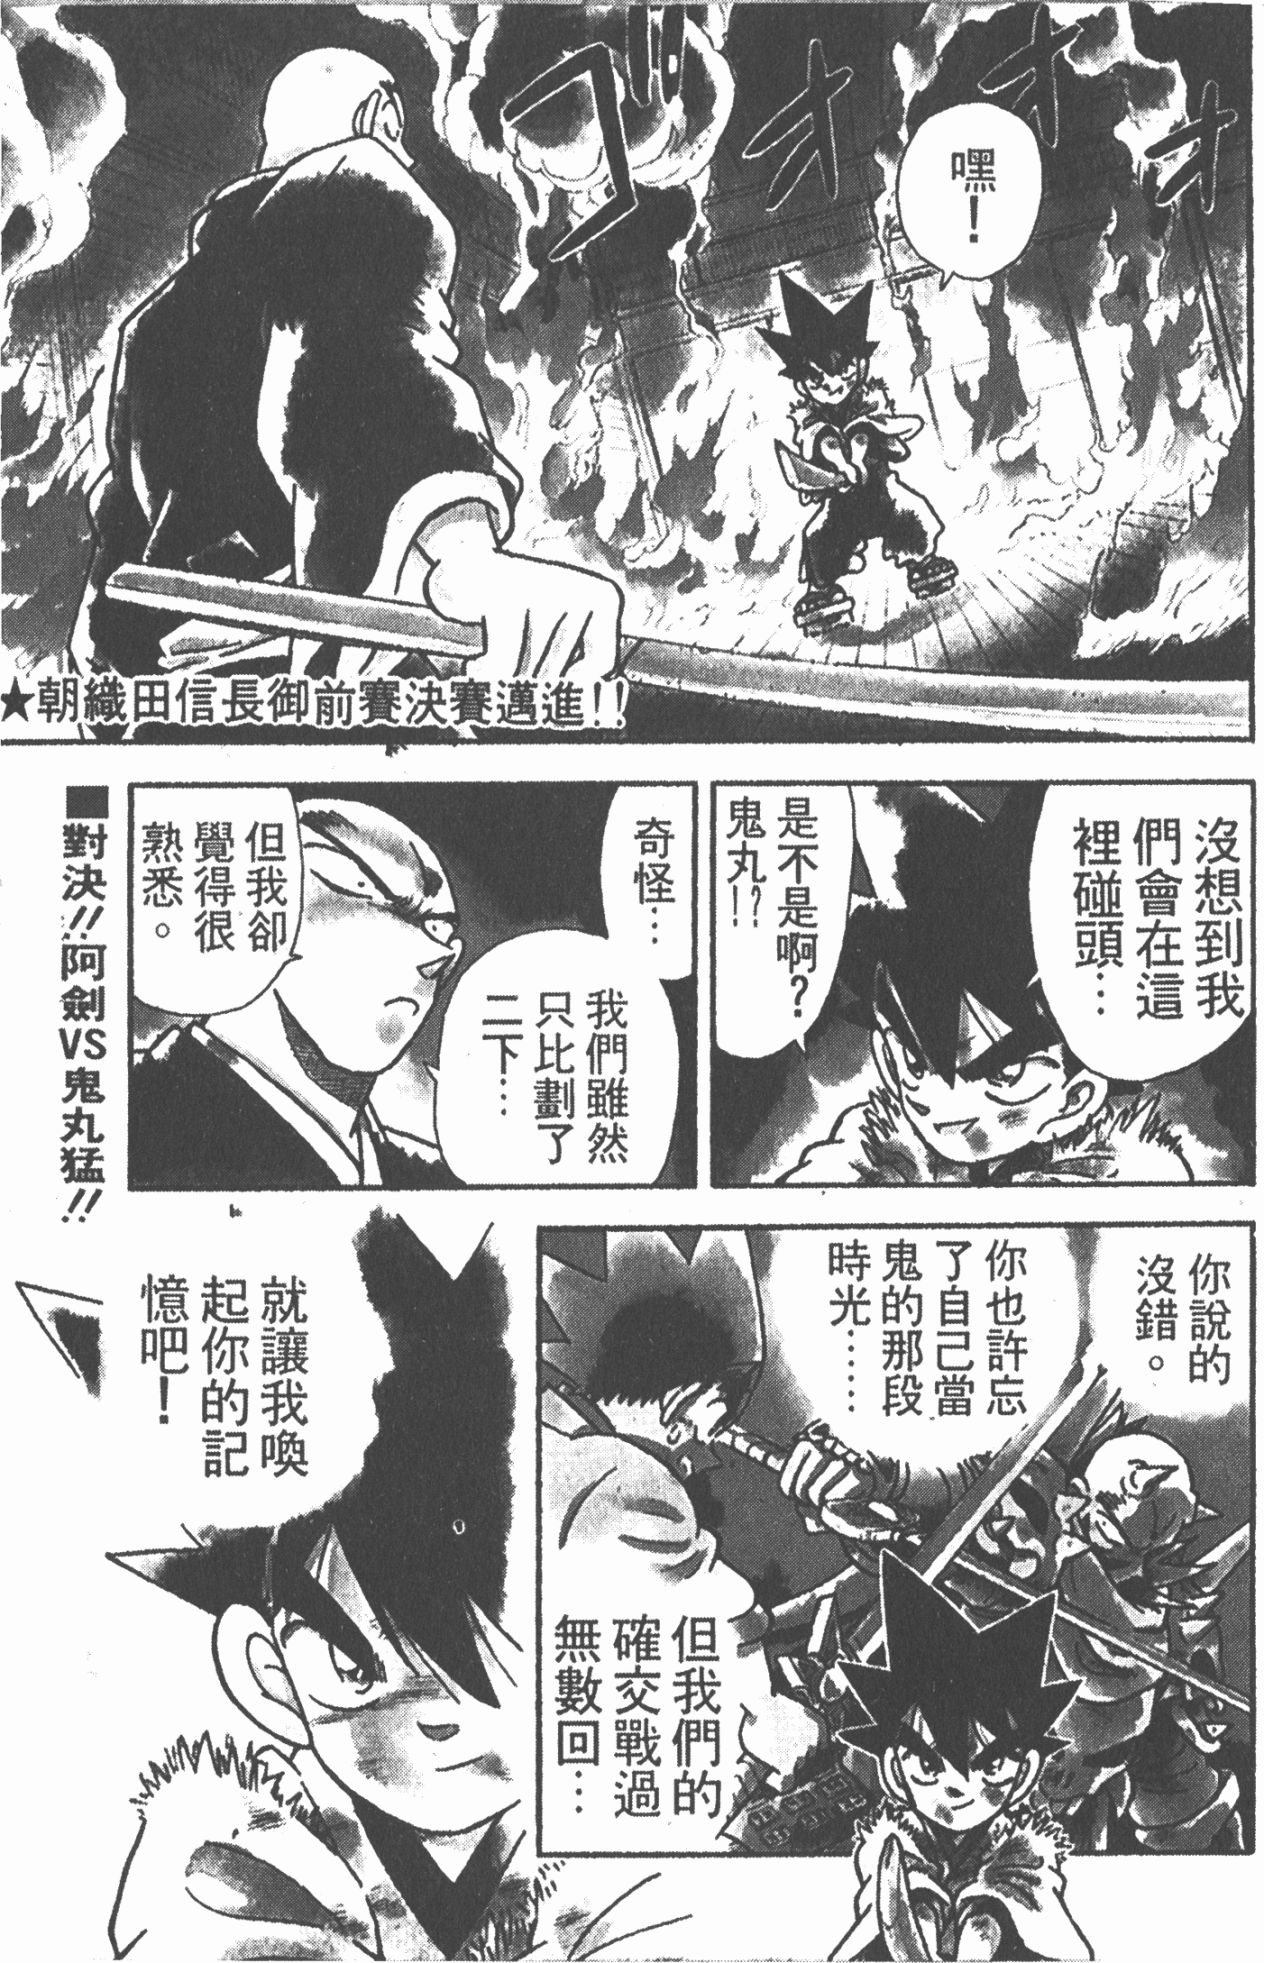 ゴオオオ
嘿！
★朝織田信長御前賽決賽邁進!!
沒想到我
們會在這
裡碰頭…
是不是啊？
鬼丸!?
奇怪…
我們雖然
只比劃了
二下…
但我卻
覺得很
熟悉。
■對決!!阿劍VS鬼丸猛!!
你說的
沒錯。
你也許忘
了自己當
鬼的那段
時光……
但我們的
確交戰過
無數回…
就讓我喚
起你的記
憶吧！